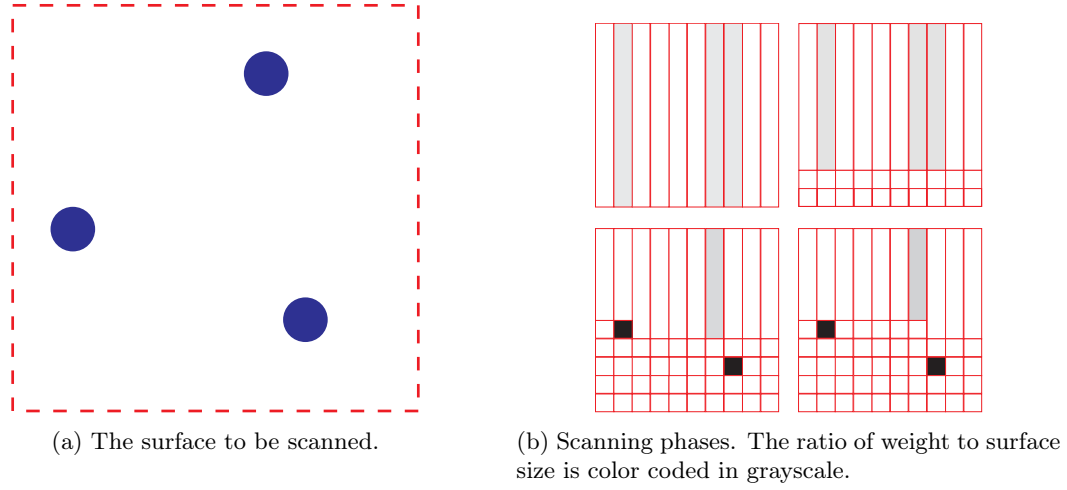 (a) The surface to be scanned.
(b) Scanning phases. The ratio of weight to surface
size is color coded in grayscale.